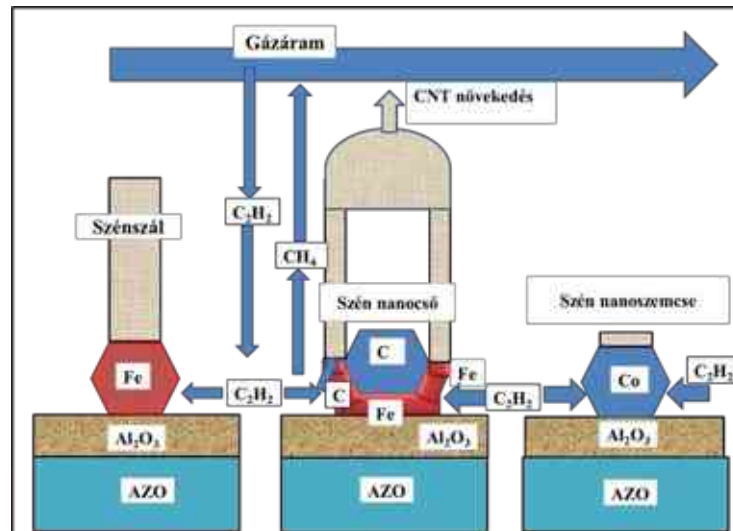 Gázáram
CNT növekedés
C₂H₂
Szénszál
CH₄
Szén nanocső
Szén nanoszemcse
C
Fe
Fe
Co
C₂H₂
C₂H₂
C
C₂H₂
Fe
Al₂O₃
Al₂O₃
Al₂O₃
AZO
AZO
AZO